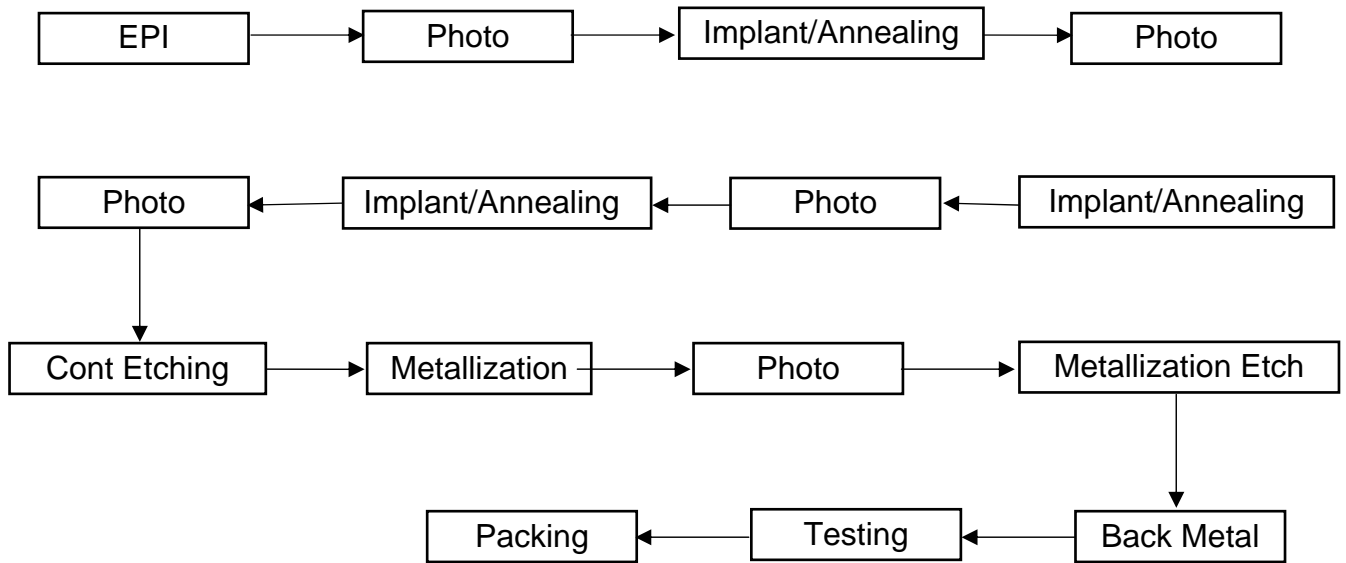 EPI
Photo
Implant/Annealing
Photo
Photo
Implant/Annealing
Photo
Implant/Annealing
Cont Etching
Metallization
Photo
Metallization Etch
Packing
Testing
Back Metal